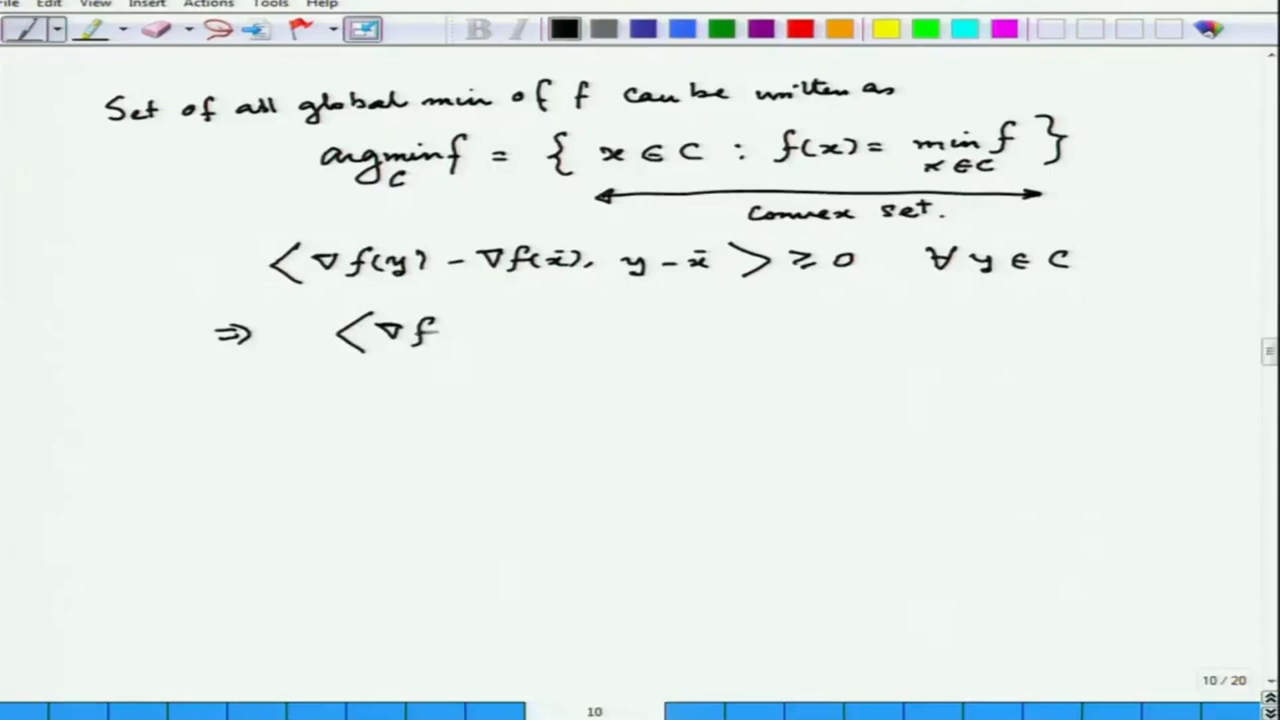 File Edit View Insert Actions Tools Help
B I
Set of all global min of f can be written as
argmin f = { x ∈ C : f(x) = min f }
C x ∈ C
convex set.
⟨ ∇ f(y) - ∇ f(x̄), y - x̄ ⟩ ≥ 0 ∀ y ∈ C
⇒ ⟨ ∇ f
10 / 20
10